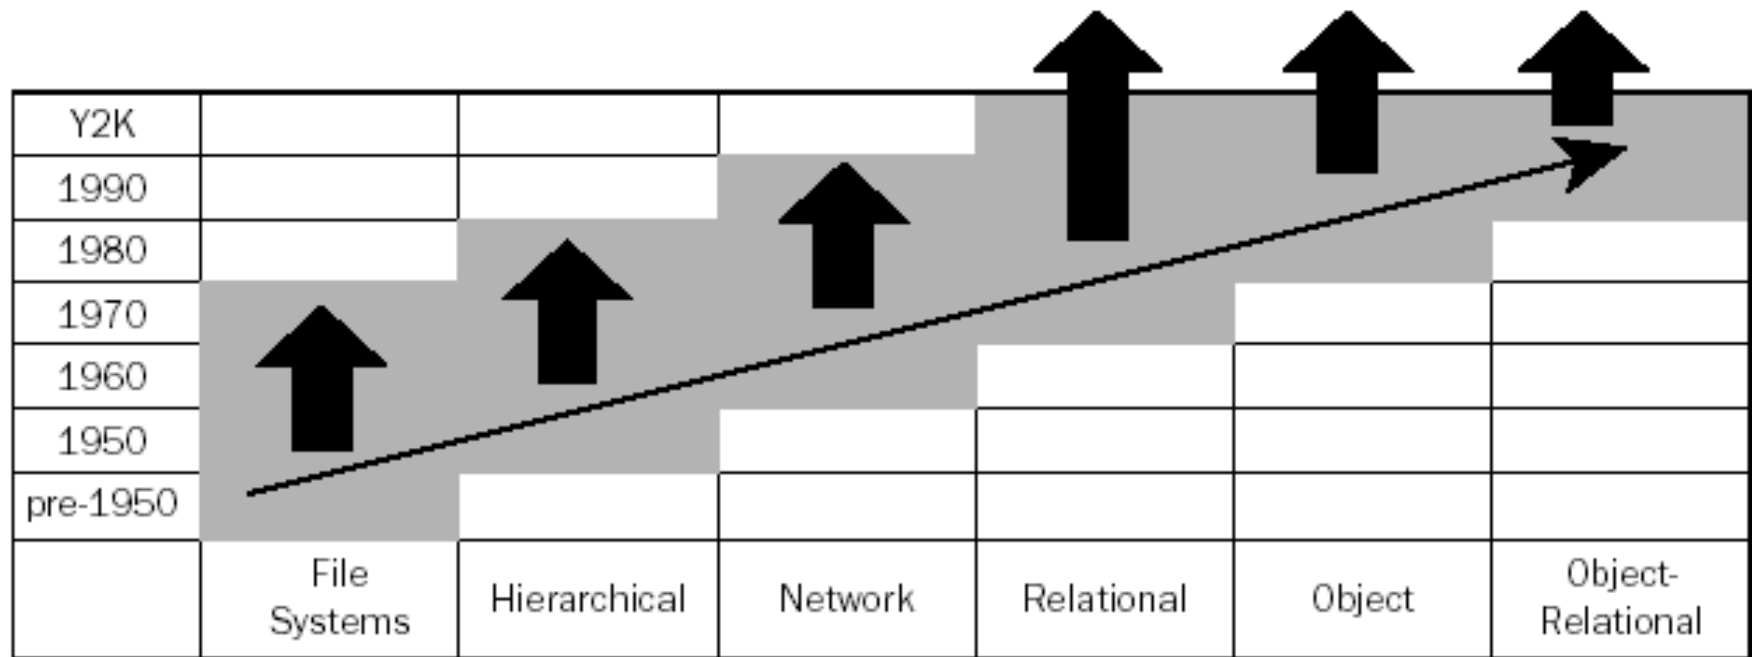 Y2K
1990
1980
1970
1960
1950
pre-1950
File
Systems
Hierarchical
Network
Relational
Object
Object-
Relational